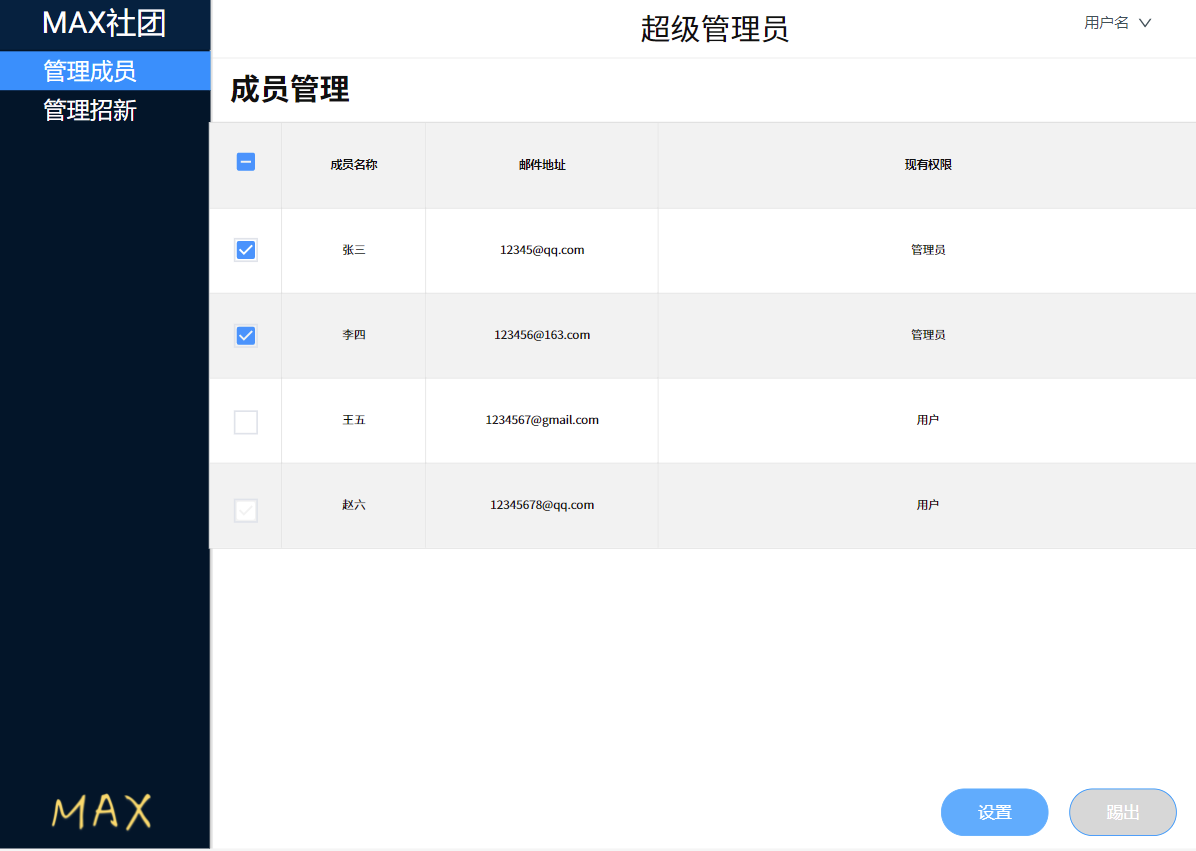 MAX社团
超级管理员
用户名
管理成员
管理招新
成员管理
成员名称 邮件地址 现有权限
张三 12345@qq.com 管理员
李四 123456@163.com 管理员
王五 1234567@gmail.com 用户
赵六 12345678@qq.com 用户
设置 踢出
MAX